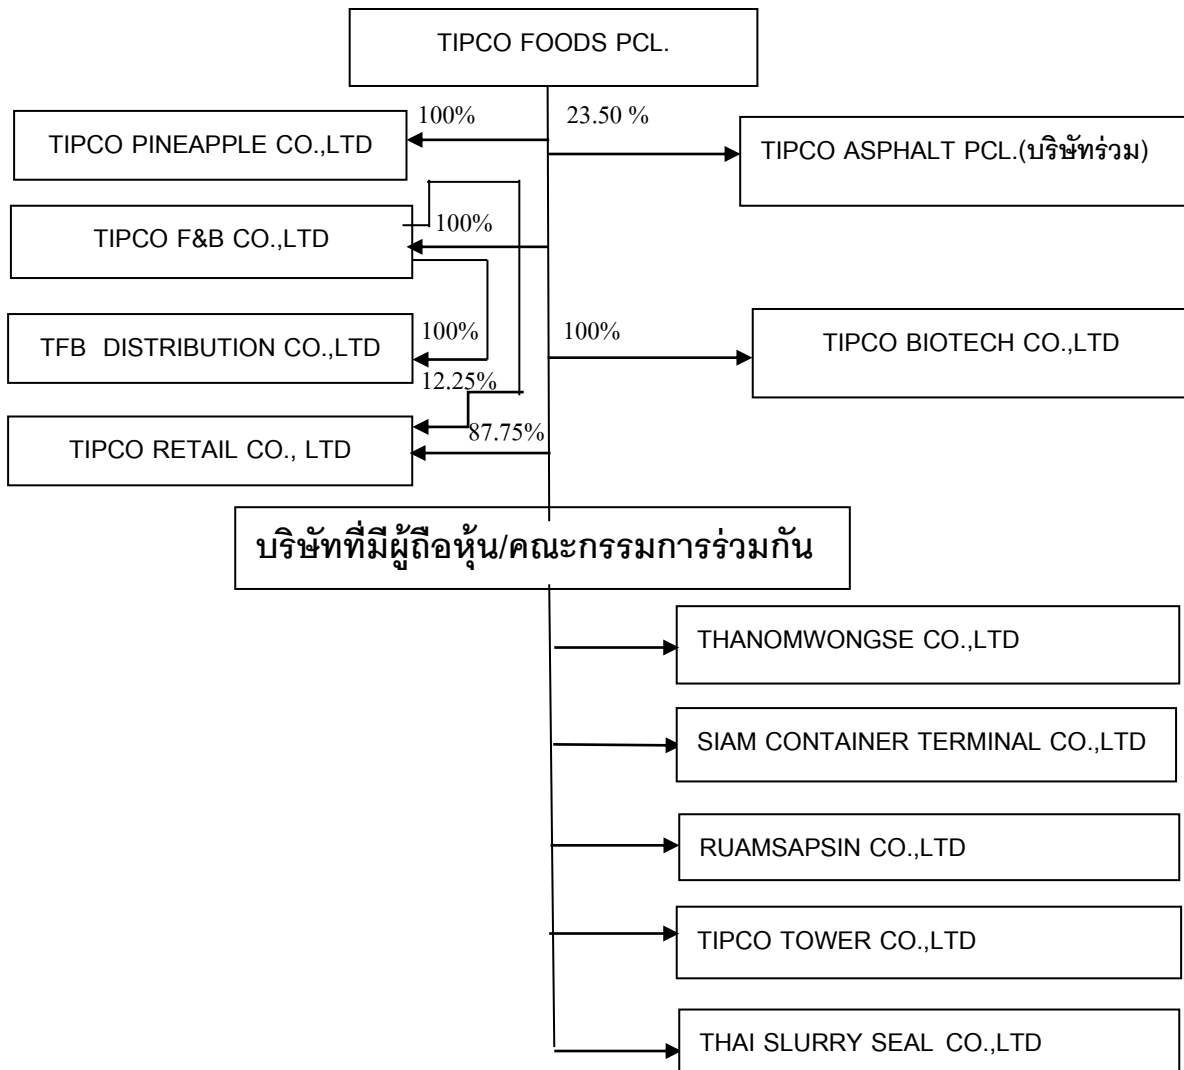 TIPCO FOODS PCL.
100%
23.50 %
TIPCO PINEAPPLE CO.,LTD
TIPCO ASPHALT PCL.(บริษัทร่วม)
100%
TIPCO F&B CO.,LTD
100%
100%
TFB DISTRIBUTION CO.,LTD
TIPCO BIOTECH CO.,LTD
12.25%
87.75%
TIPCO RETAIL CO., LTD
บริษัทที่มีผู้ถือหุ้น/คณะกรรมการร่วมกัน
THANOMWONGSE CO.,LTD
SIAM CONTAINER TERMINAL CO.,LTD
RUAMSAPSIN CO.,LTD
TIPCO TOWER CO.,LTD
THAI SLURRY SEAL CO.,LTD